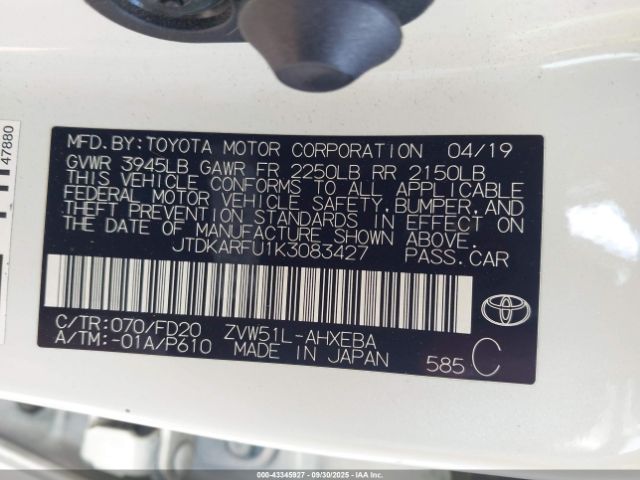 47880
MFD.BY:TOYOTA MOTOR CORPORATION 04/19
GVWR 3945LB GAWR FR 2250LB RR 2150LB
THIS VEHICLE CONFORMS TO ALL APPLICABLE
FEDERAL MOTOR VEHICLE SAFETY,BUMPER,AND
THEFT PREVENTION STANDARDS IN EFFECT ON
THE DATE OF MANUFACTURE SHOWN ABOVE.
JTDKARFU1K3083427 PASS.CAR
C/TR:070/FD20 ZVW51L-AHXEBA
A/TM:-01A/P610 MADE IN JAPAN
585 C
000-43345927 - 09/30/2025 - IAA, Inc.